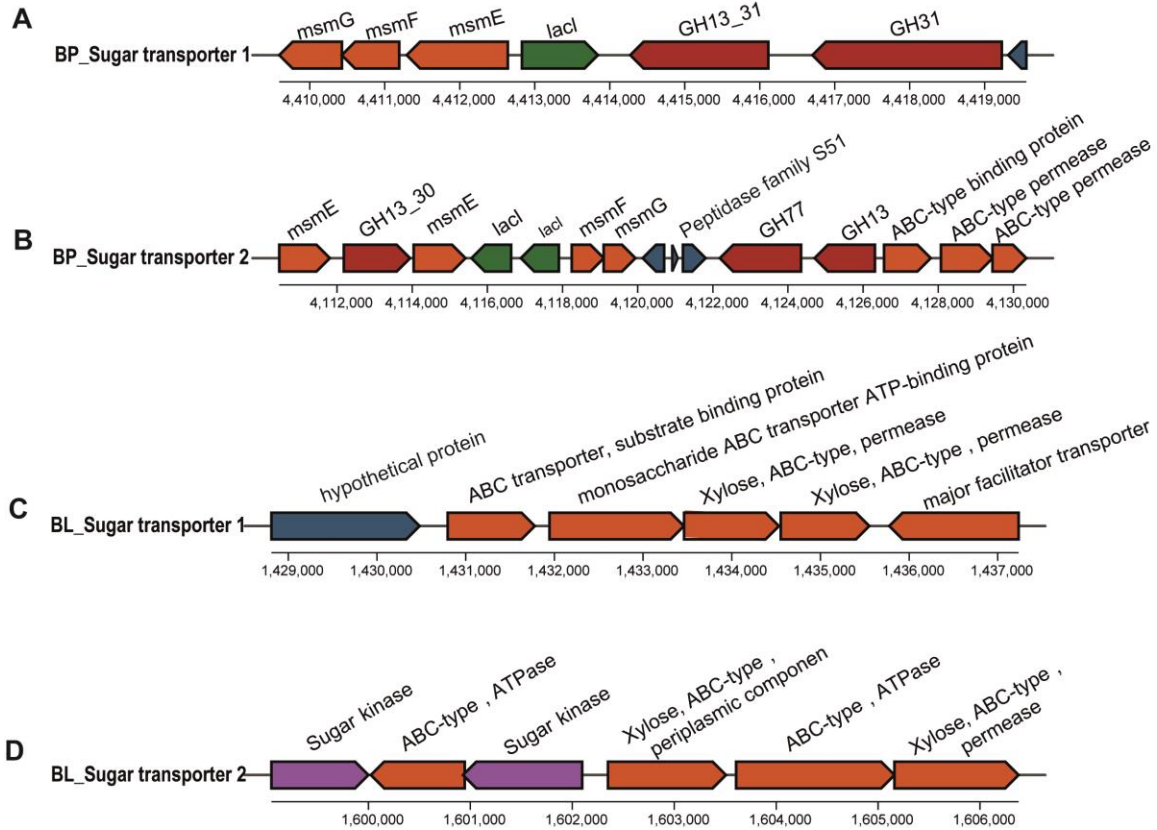 A
msmG
msmF
msmE
lacI
GH13_31
GH31
BP_Sugar transporter 1
4,410,000
4,411,000
4,412,000
4,413,000
4,414,000
4,415,000
4,416,000
4,417,000
4,418,000
4,419,000
B
msmE
GH13_30
msmE
lacI
lacI
msmF
msmG
Peptidase family S51
GH77
GH13
ABC-type binding protein
ABC-type permease
ABC-type permease
BP_Sugar transporter 2
4,112,000
4,114,000
4,116,000
4,118,000
4,120,000
4,122,000
4,124,000
4,126,000
4,128,000
4,130,000
C
hypothetical protein
ABC transporter, substrate binding protein
monosaccharide ABC transporter ATP-binding protein
Xylose, ABC-type, permease
Xylose, ABC-type , permease
major facilitator transporter
BL_Sugar transporter 1
1,429,000
1,430,000
1,431,000
1,432,000
1,433,000
1,434,000
1,435,000
1,436,000
1,437,000
D
Sugar kinase
ABC-type , ATPase
Sugar kinase
Xylose, ABC-type ,
periplasmic componen
ABC-type , ATPase
Xylose, ABC-type ,
permease
BL_Sugar transporter 2
1,600,000
1,601,000
1,602,000
1,603,000
1,604,000
1,605,000
1,606,000